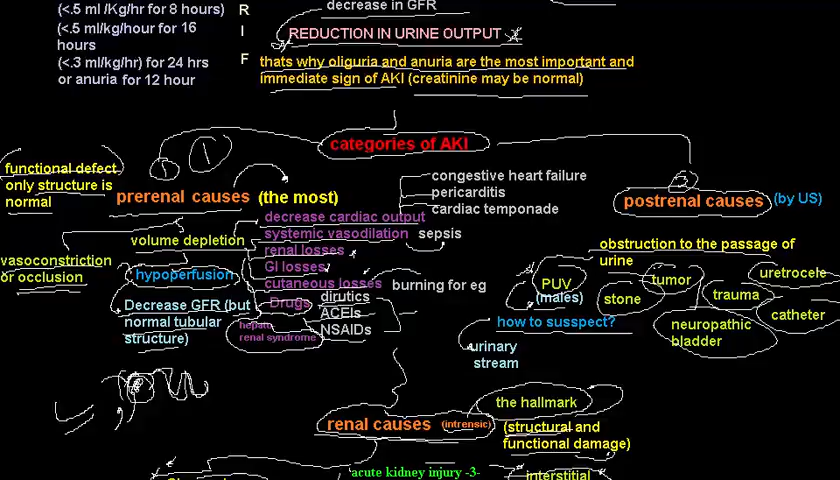 decrease in GFR
(<.5 ml /Kg/hr for 8 hours) R
(<.5 ml/kg/hour for 16 I
hours
REDUCTION IN URINE OUTPUT
(<.3 ml/kg/hr) for 24 hrs F
or anuria for 12 hour
thats why oliguria and anuria are the most important and
immediate sign of AKI (creatinine may be normal)
categories of AKI
functional defect
only structure is
normal
prerenal causes (the most)
congestive heart failure
pericarditis
cardiac temponade
postrenal causes (by US)
decrease cardiac output
systemic vasodilation sepsis
renal losses
GI losses
cutaneous losses burning for eg
Drugs
dirutics
ACEIs
NSAIDs
hepato
renal syndrome
volume depletion
vasoconstriction
or occlusion
hypoperfusion
Decrease GFR (but
normal tubular
structure)
obstruction to the passage of
urine
PUV
(males)
stone
tumor
trauma
uretrocele
catheter
neuropathic
bladder
how to susspect?
urinary
stream
the hallmark
renal causes (intrensic)
(structural and
functional damage)
acute kidney injury -3-
interstitial